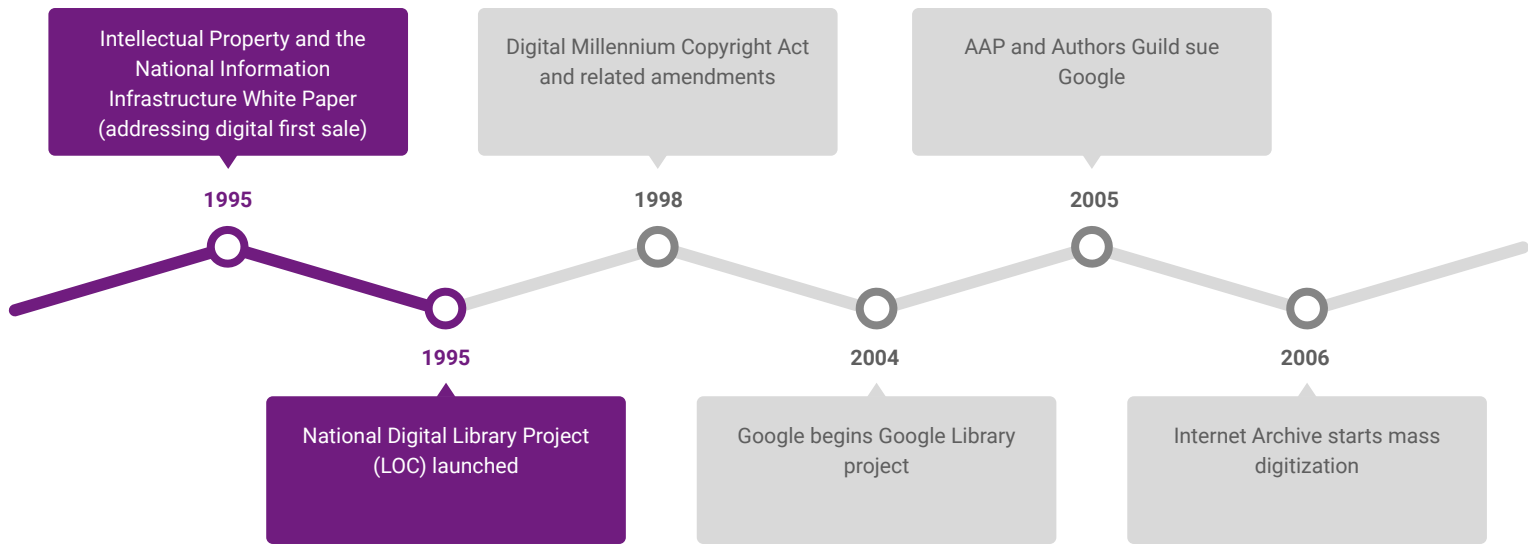 Intellectual Property and the
National Information
Infrastructure White Paper
(addressing digital first sale)
1995
1995
National Digital Library Project
(LOC) launched
Digital Millennium Copyright Act
and related amendments
1998
2004
Google begins Google Library
project
AAP and Authors Guild sue
Google
2005
2006
Internet Archive starts mass
digitization